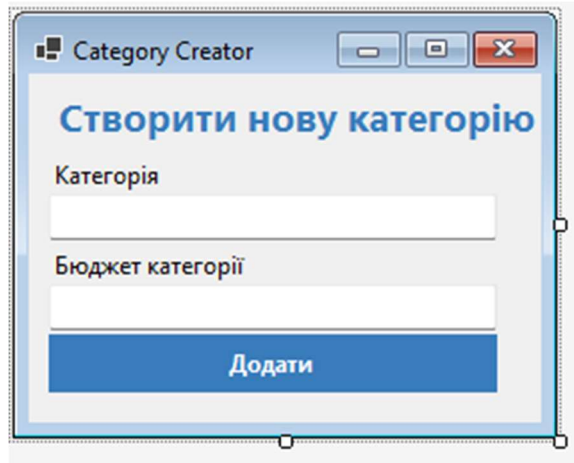 Category Creator
Створити нову категорію
Категорія
Бюджет категорії
Додати